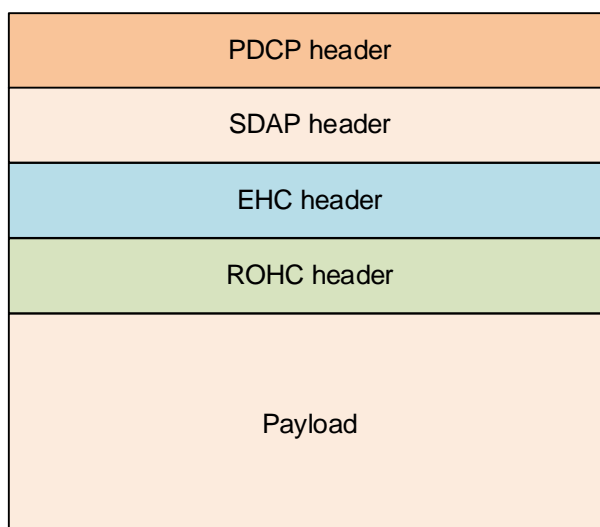 PDCP header
SDAP header
EHC header
ROHC header
Payload